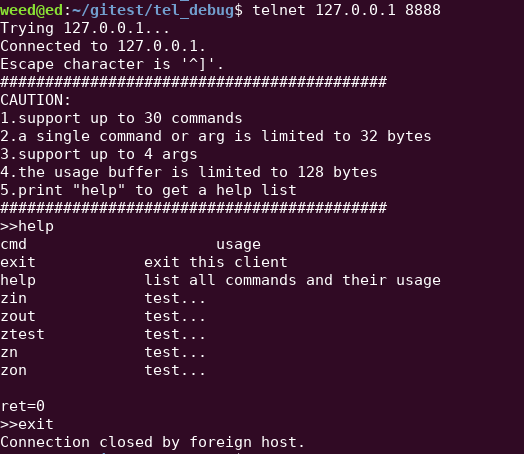 weed@ed:~/gitest/tel_debug$ telnet 127.0.0.1 8888
Trying 127.0.0.1...
Connected to 127.0.0.1.
Escape character is '^]'.
###########################################
CAUTION:
1.support up to 30 commands
2.a single command or arg is limited to 32 bytes
3.support up to 4 args
4.the usage buffer is limited to 128 bytes
5.print "help" to get a help list
###########################################
>>help
cmd                     usage
exit            exit this client
help            list all commands and their usage
zin             test...
zout            test...
ztest           test...
zn              test...
zon             test...

ret=0
>>exit
Connection closed by foreign host.